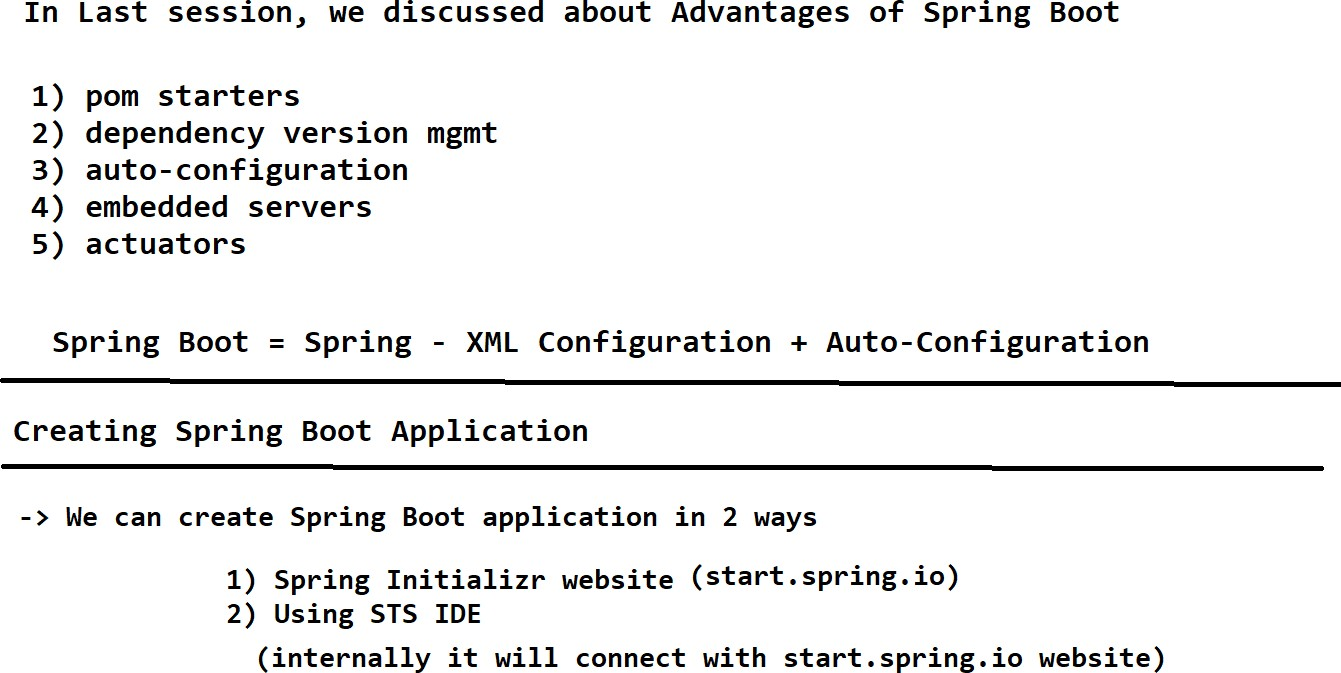 In Last session, we discussed about Advantages of Spring Boot
1) pom starters
2) dependency version mgmt
3) auto-configuration
4) embedded servers
5) actuators
Spring Boot = Spring - XML Configuration + Auto-Configuration
Creating Spring Boot Application
-> We can create Spring Boot application in 2 ways
1) Spring Initializr website (start.spring.io)
2) Using STS IDE
(internally it will connect with start.spring.io website)